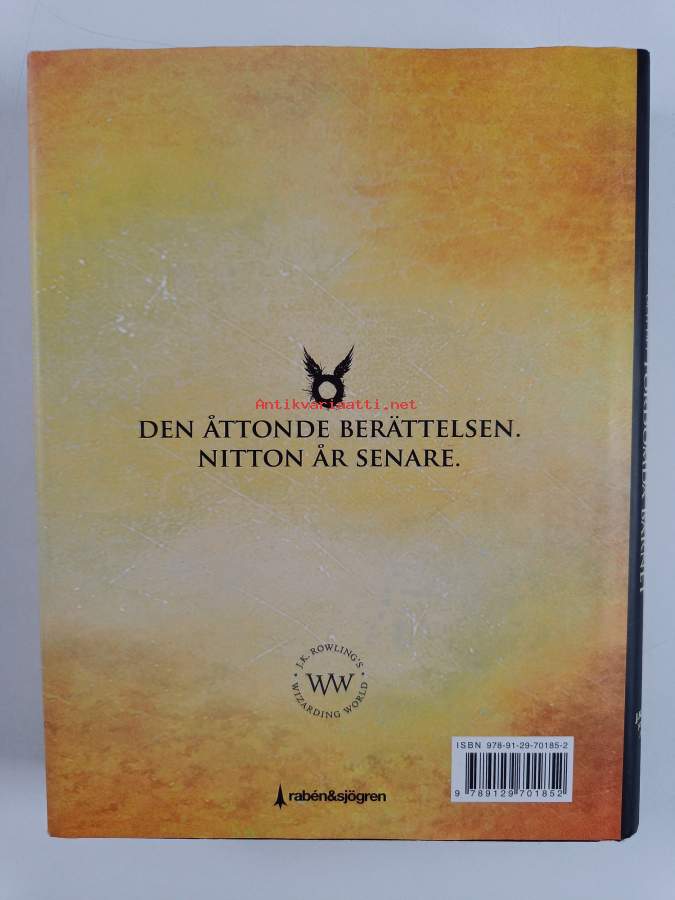 Antikvariaatti.net
DEN ÅTTONDE BERÄTTELSEN.
NITTON ÅR SENARE.
J.K. ROWLING'S
WW
WIZARDING WORLD
rabén&sjögren
ISBN 978-91-29-70185-2
9 789129 701852
BARNET